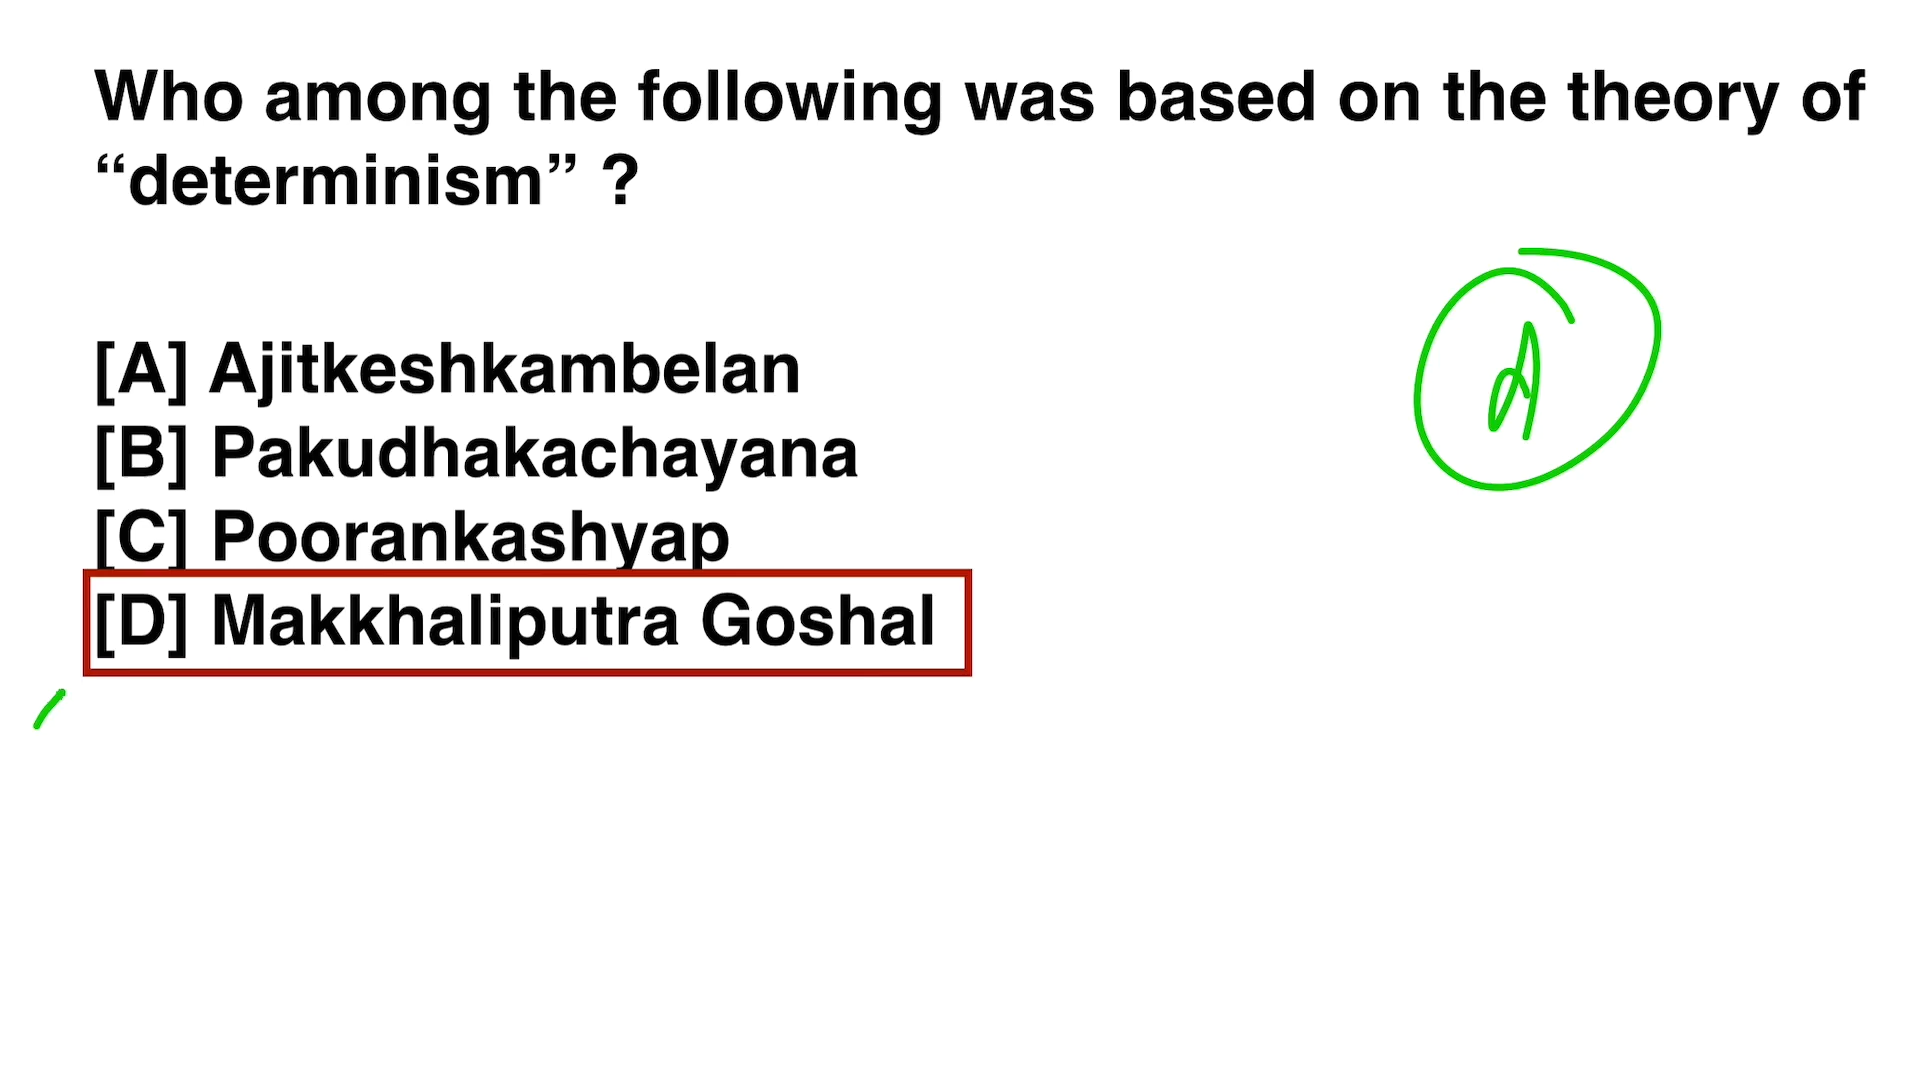 Who among the following was based on the theory of
“determinism” ?
[A] Ajitkeshkambelan
[B] Pakudhakachayana
[C] Poorankashyap
[D] Makkhaliputra Goshal